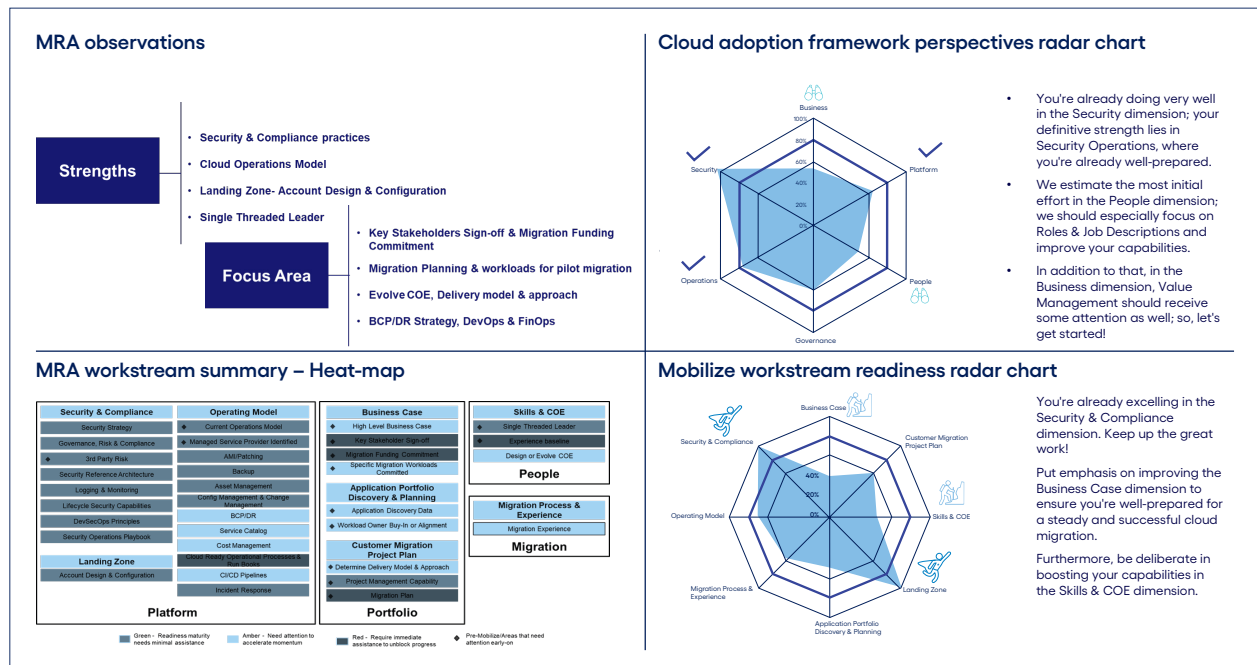 MRA observations
Strengths
• Security & Compliance practices
• Cloud Operations Model
• Landing Zone- Account Design & Configuration
• Single Threaded Leader
Focus Area
• Key Stakeholders Sign-off & Migration Funding
Commitment
• Migration Planning & workloads for pilot migration
• Evolve COE, Delivery model & approach
• BCP/DR Strategy, DevOps & FinOps
Cloud adoption framework perspectives radar chart
Business
100%
80%
60%
40%
20%
0%
Security
Platform
Operations
People
Governance
• You're already doing very well
in the Security dimension; your
definitive strength lies in
Security Operations, where
you're already well-prepared.
• We estimate the most initial
effort in the People dimension;
we should especially focus on
Roles & Job Descriptions and
improve your capabilities.
• In addition to that, in the
Business dimension, Value
Management should receive
some attention as well; so, let's
get started!
MRA workstream summary – Heat-map
Security & Compliance
Security Strategy
Governance, Risk & Compliance
◆ 3rd Party Risk
Security Reference Architecture
Logging & Monitoring
Lifecycle Security Capabilities
DevSecOps Principles
Security Operations Playbook
Landing Zone
Account Design & Configuration
Operating Model
◆ Current Operations Model
◆ Managed Service Provider Identified
AMI/Patching
Backup
Asset Management
Config Management & Change
Management
BCP/DR
Service Catalog
Cost Management
Cloud Ready Operational Processes &
Run Books
CI/CD Pipelines
Incident Response
Platform
Business Case
◆ High Level Business Case
◆ Key Stakeholder Sign-off
◆ Migration Funding Commitment
◆ Specific Migration Workloads
Committed
Application Portfolio
Discovery & Planning
◆ Application Discovery Data
◆ Workload Owner Buy-In or Alignment
Customer Migration
Project Plan
◆ Determine Delivery Model & Approach
◆ Project Management Capability
◆ Migration Plan
Portfolio
Skills & COE
◆ Single Threaded Leader
◆ Experience baseline
Design or Evolve COE
People
Migration Process &
Experience
Migration Experience
Migration
Green - Readiness maturity
needs minimal assistance
Amber - Need attention to
accelerate momentum
Red - Require immediate
assistance to unblock progress
◆ Pre-Mobilize/Areas that need
attention early-on
Mobilize workstream readiness radar chart
Business Case
Security & Compliance
Customer Migration
Project Plan
40%
20%
0%
Operating Model
Skills & COE
Migration Process &
Experience
Landing Zone
Application Portfolio
Discovery & Planning
You're already excelling in the
Security & Compliance
dimension. Keep up the great
work!
Put emphasis on improving the
Business Case dimension to
ensure you're well-prepared for
a steady and successful cloud
migration.
Furthermore, be deliberate in
boosting your capabilities in
the Skills & COE dimension.